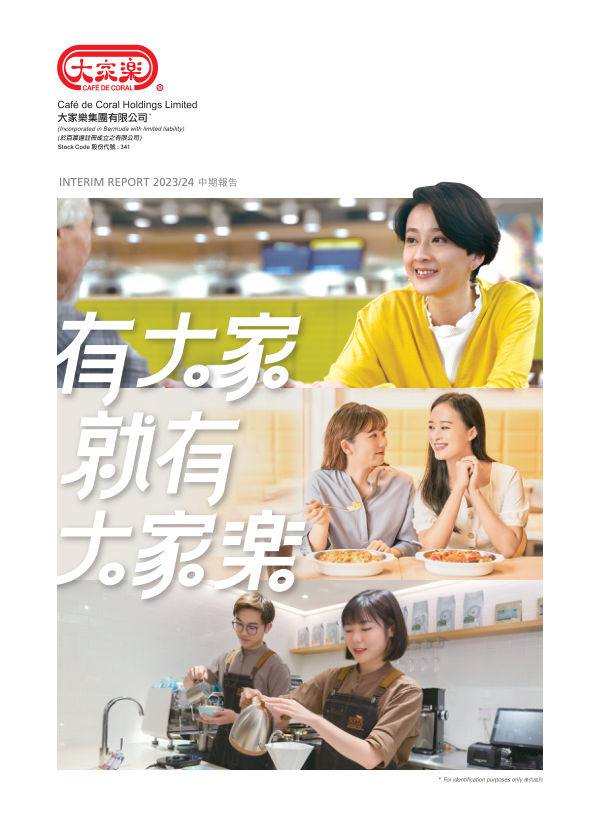 大家樂
CAFÉ DE CORAL
Café de Coral Holdings Limited
大家樂集團有限公司*
(Incorporated in Bermuda with limited liability)
(於百慕達註冊成立之有限公司)
Stock Code 股份代號 : 341
INTERIM REPORT 2023/24 中期報告
有大家
就有
大家楽
* For identification purposes only 僅供識別